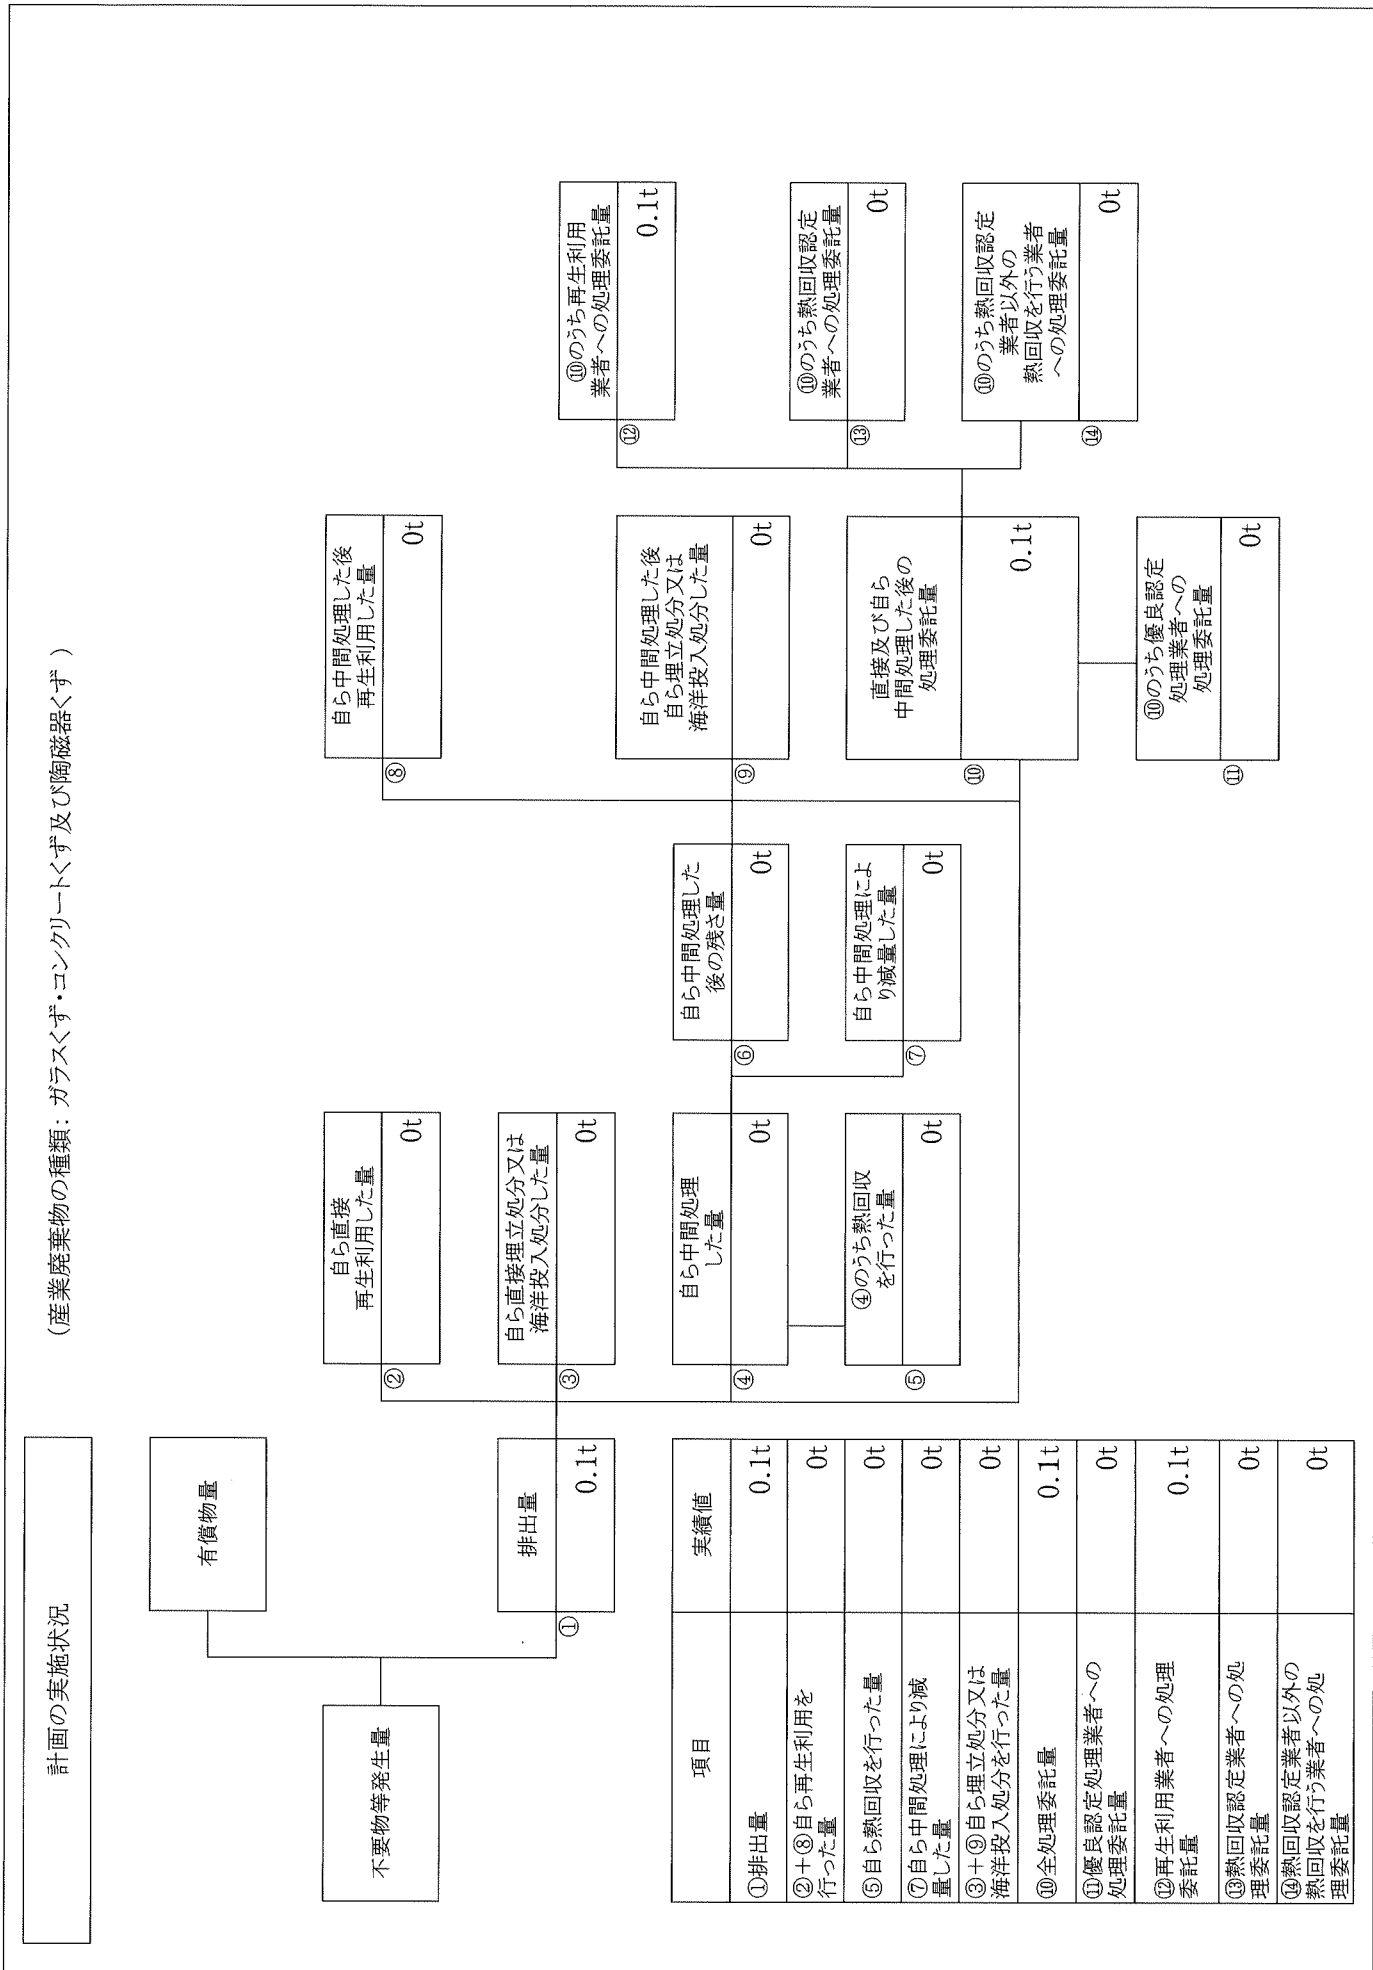 計画の実施状況
(産業廃棄物の種類：ガラスくず・コンクリートくず及び陶磁器くず)
不要物等発生量
有償物量
①
排出量
0.1t
②
自ら直接
再生利用した量
0t
③
自ら直接埋立処分又は
海洋投入処分した量
0t
④
自ら中間処理
した量
0t
⑤
④のうち熱回収
を行った量
0t
⑥
自ら中間処理した
後の残さ量
0t
⑦
自ら中間処理によ
り減量した量
0t
⑧
自ら中間処理した後
再生利用した量
0t
⑨
自ら中間処理した後
自ら埋立処分又は
海洋投入処分した量
0t
⑩
直接及び自ら
中間処理した後の
処理委託量
0.1t
⑪
⑩のうち優良認定
処理業者への
処理委託量
0t
⑫
⑩のうち再生利用
業者への処理委託量
0.1t
⑬
⑩のうち熱回収認定
業者への処理委託量
0t
⑭
⑩のうち熱回収認定
業者以外の
熱回収を行う業者
への処理委託量
0t
項目 実績値
①排出量 0.1t
②+⑧自ら再生利用を
行った量 0t
⑤自ら熱回収を行った量 0t
⑦自ら中間処理により減
量した量 0t
③+⑨自ら埋立処分又は
海洋投入処分を行った量 0t
⑩全処理委託量 0.1t
⑪優良認定処理業者への
処理委託量 0t
⑫再生利用業者への処理
委託量 0.1t
⑬熱回収認定業者への処
理委託量 0t
⑭熱回収認定業者以外の
熱回収を行う業者への処
理委託量 0t